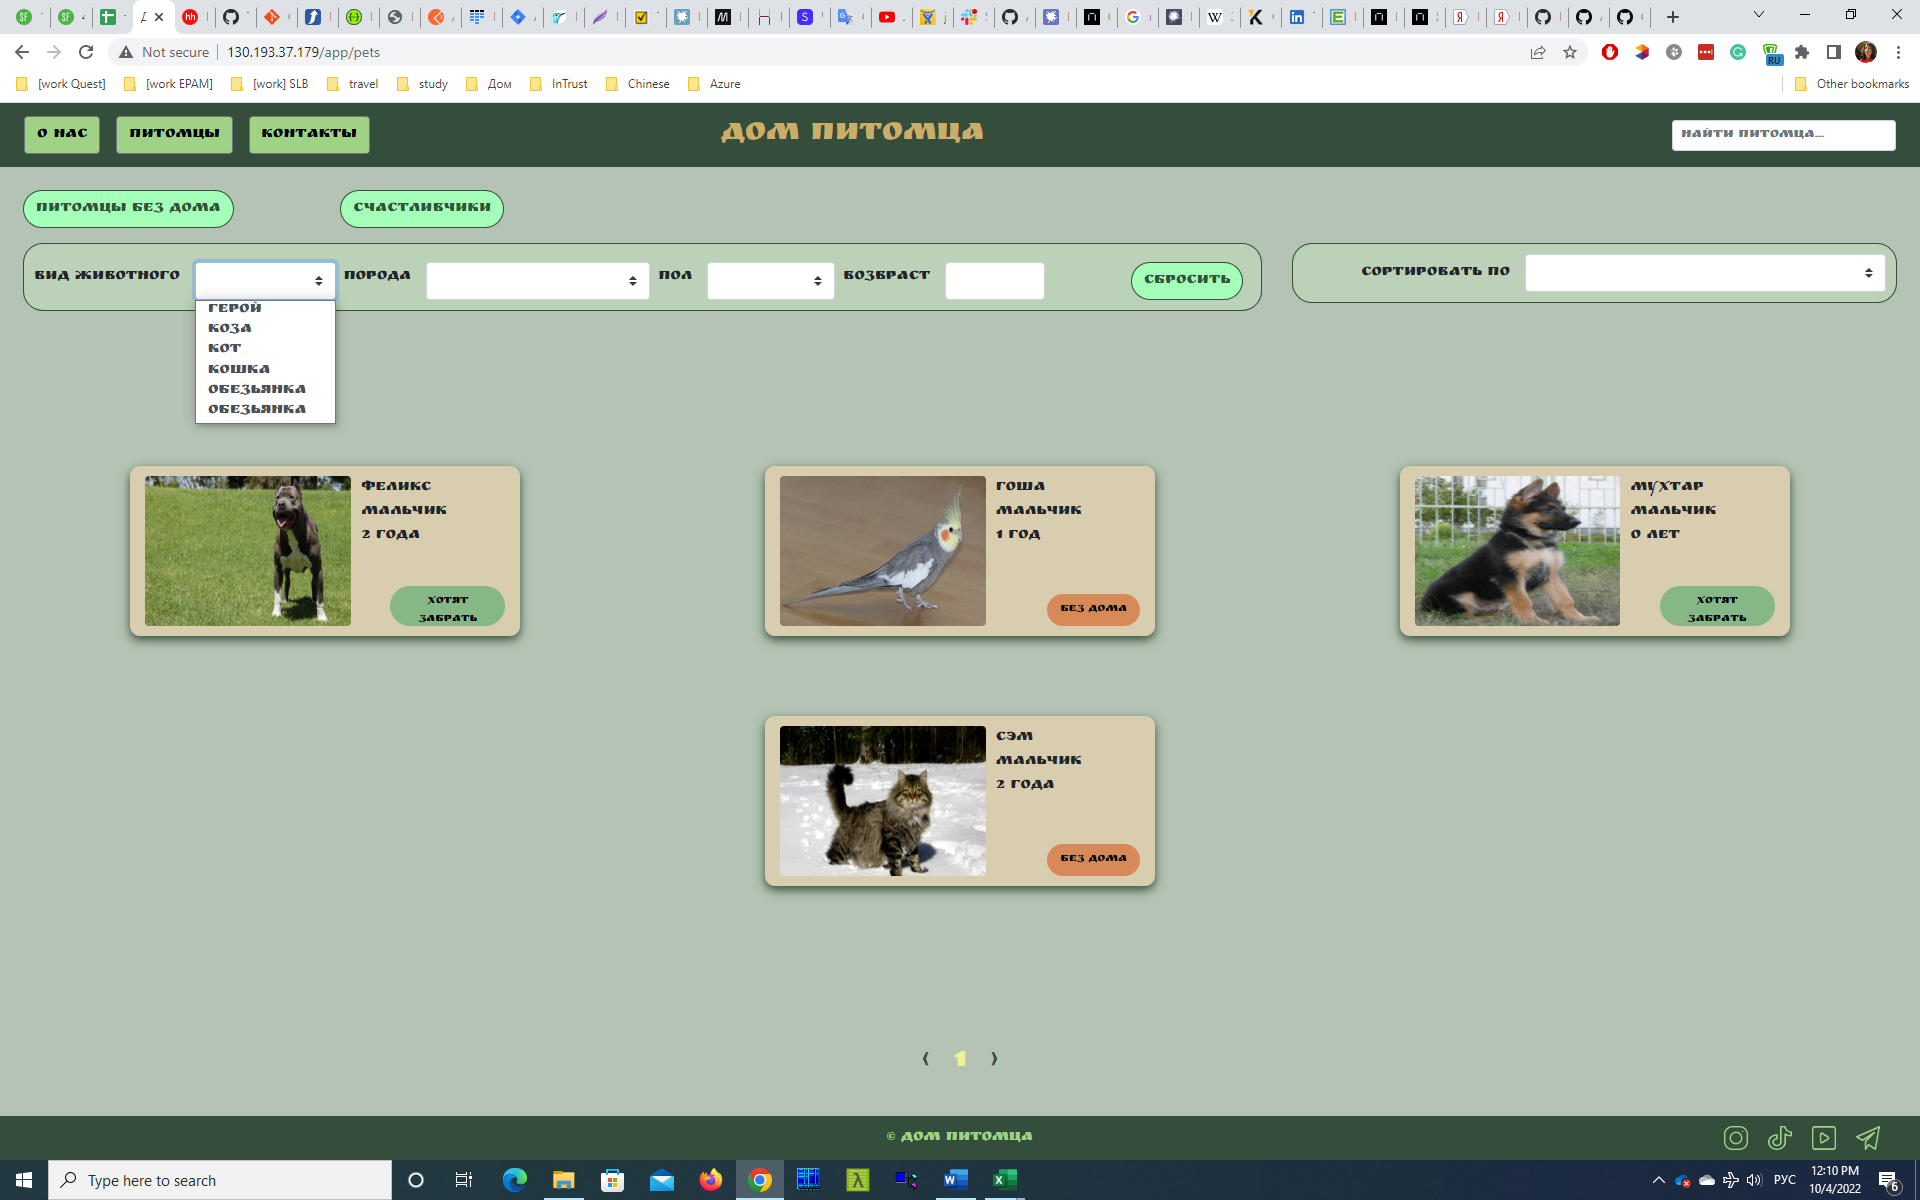 Not secure
130.193.37.179/app/pets
RU
[work Quest]
[work EPAM]
[work] SLB
travel
study
Дом
InTrust
Chinese
Azure
Other bookmarks
О НАС
ПИТОМЦЫ
КОНТАКТЫ
ДОМ ПИТОМЦА
НАЙТИ ПИТОМЦА...
ПИТОМЦЫ БЕЗ ДОМА
СЧАСТЛИВЧИКИ
ВИД ЖИВОТНОГО
ПОРОДА
ПОЛ
ВОЗВРАСТ
СБРОСИТЬ
СОРТИРОВАТЬ ПО
ГЕРОЙ
КОЗА
КОТ
КОШКА
ОБЕЗЬЯНКА
ОБЕЗЬЯНКА
ФЕЛИКС
МАЛЬЧИК
2 ГОДА
ХОТЯТ
ЗАБРАТЬ
ГОША
МАЛЬЧИК
1 ГОД
БЕЗ ДОМА
МУХТАР
МАЛЬЧИК
0 ЛЕТ
ХОТЯТ
ЗАБРАТЬ
СЭМ
МАЛЬЧИК
2 ГОДА
БЕЗ ДОМА
1
© ДОМ ПИТОМЦА
Type here to search
РУС
12:10 PM
10/4/2022
6